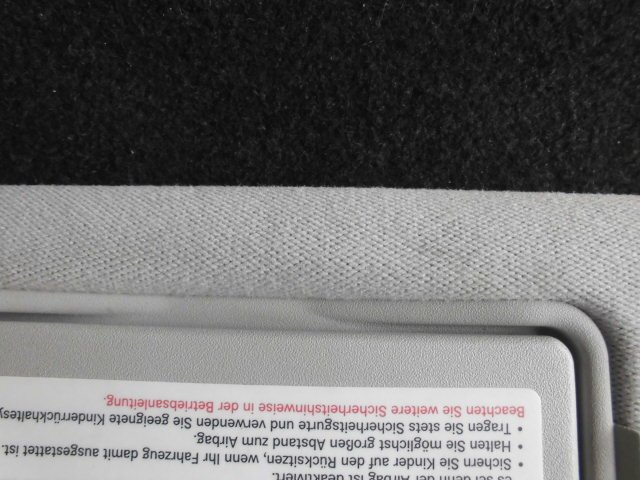 es sei denn der Airbag ist deaktiviert.
• Sichern Sie Kinder auf den Rücksitzen, wenn Ihr Fahrzeug damit ausgestattet ist.
• Halten Sie möglichst großen Abstand zum Airbag.
• Tragen Sie stets Sicherheitsgurte und verwenden Sie geeignete Kinderrückhaltesy
Beachten Sie weitere Sicherheitshinweise in der Betriebsanleitung.